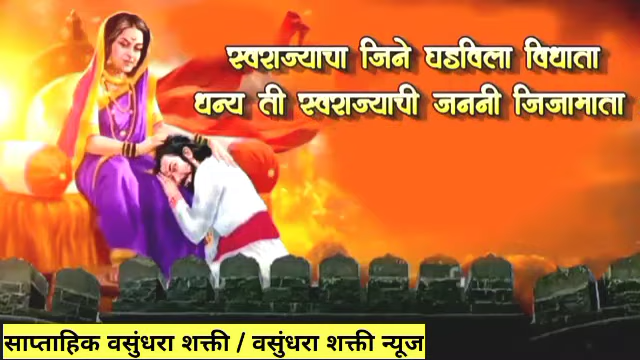 स्वराज्याचा जिने घडविला विधाता
धन्य ती स्वराज्याची जननी जिजामाता
साप्ताहिक वसुंधरा शक्ती / वसुंधरा शक्ती न्यूज